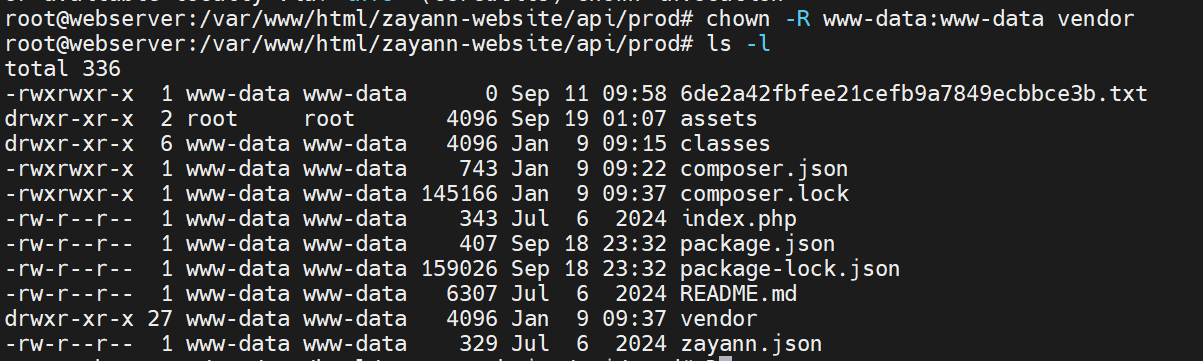 root@webserver:/var/www/html/zayann-website/api/prod# chown -R www-data:www-data vendor
root@webserver:/var/www/html/zayann-website/api/prod# ls -l
total 336
-rwxrwxr-x  1 www-data www-data      0 Sep 11 09:58 6de2a42fbfee21cefb9a7849ecbbce3b.txt
drwxr-xr-x  2 root     root       4096 Sep 19 01:07 assets
drwxr-xr-x  6 www-data www-data   4096 Jan  9 09:15 classes
-rwxrwxr-x  1 www-data www-data    743 Jan  9 09:22 composer.json
-rwxrwxr-x  1 www-data www-data 145166 Jan  9 09:37 composer.lock
-rw-r--r--  1 www-data www-data    343 Jul  6  2024 index.php
-rw-r--r--  1 www-data www-data    407 Sep 18 23:32 package.json
-rw-r--r--  1 www-data www-data 159026 Sep 18 23:32 package-lock.json
-rw-r--r--  1 www-data www-data   6307 Jul  6  2024 README.md
drwxr-xr-x 27 www-data www-data   4096 Jan  9 09:37 vendor
-rw-r--r--  1 www-data www-data    329 Jul  6  2024 zayann.json